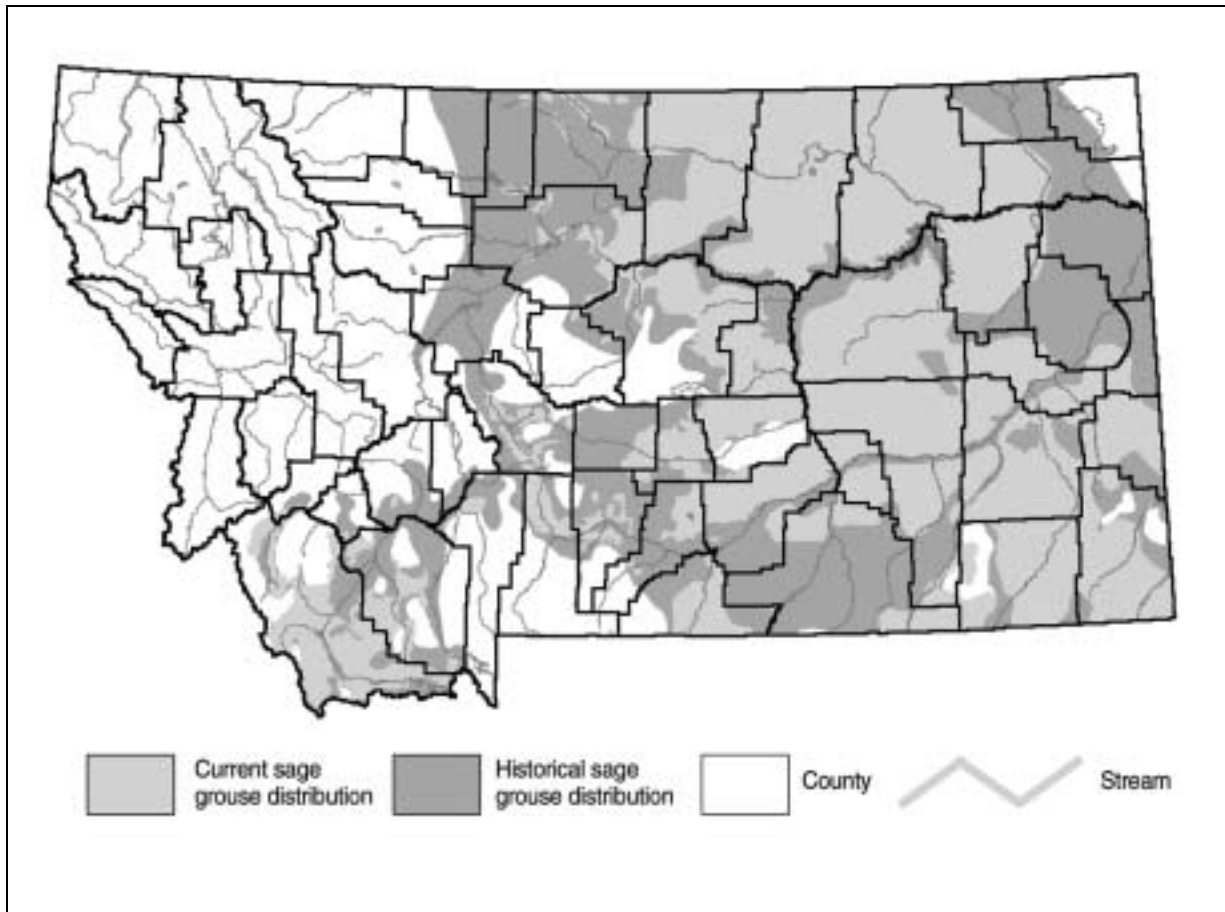 Current sage
grouse distribution
Historical sage
grouse distribution
County
Stream